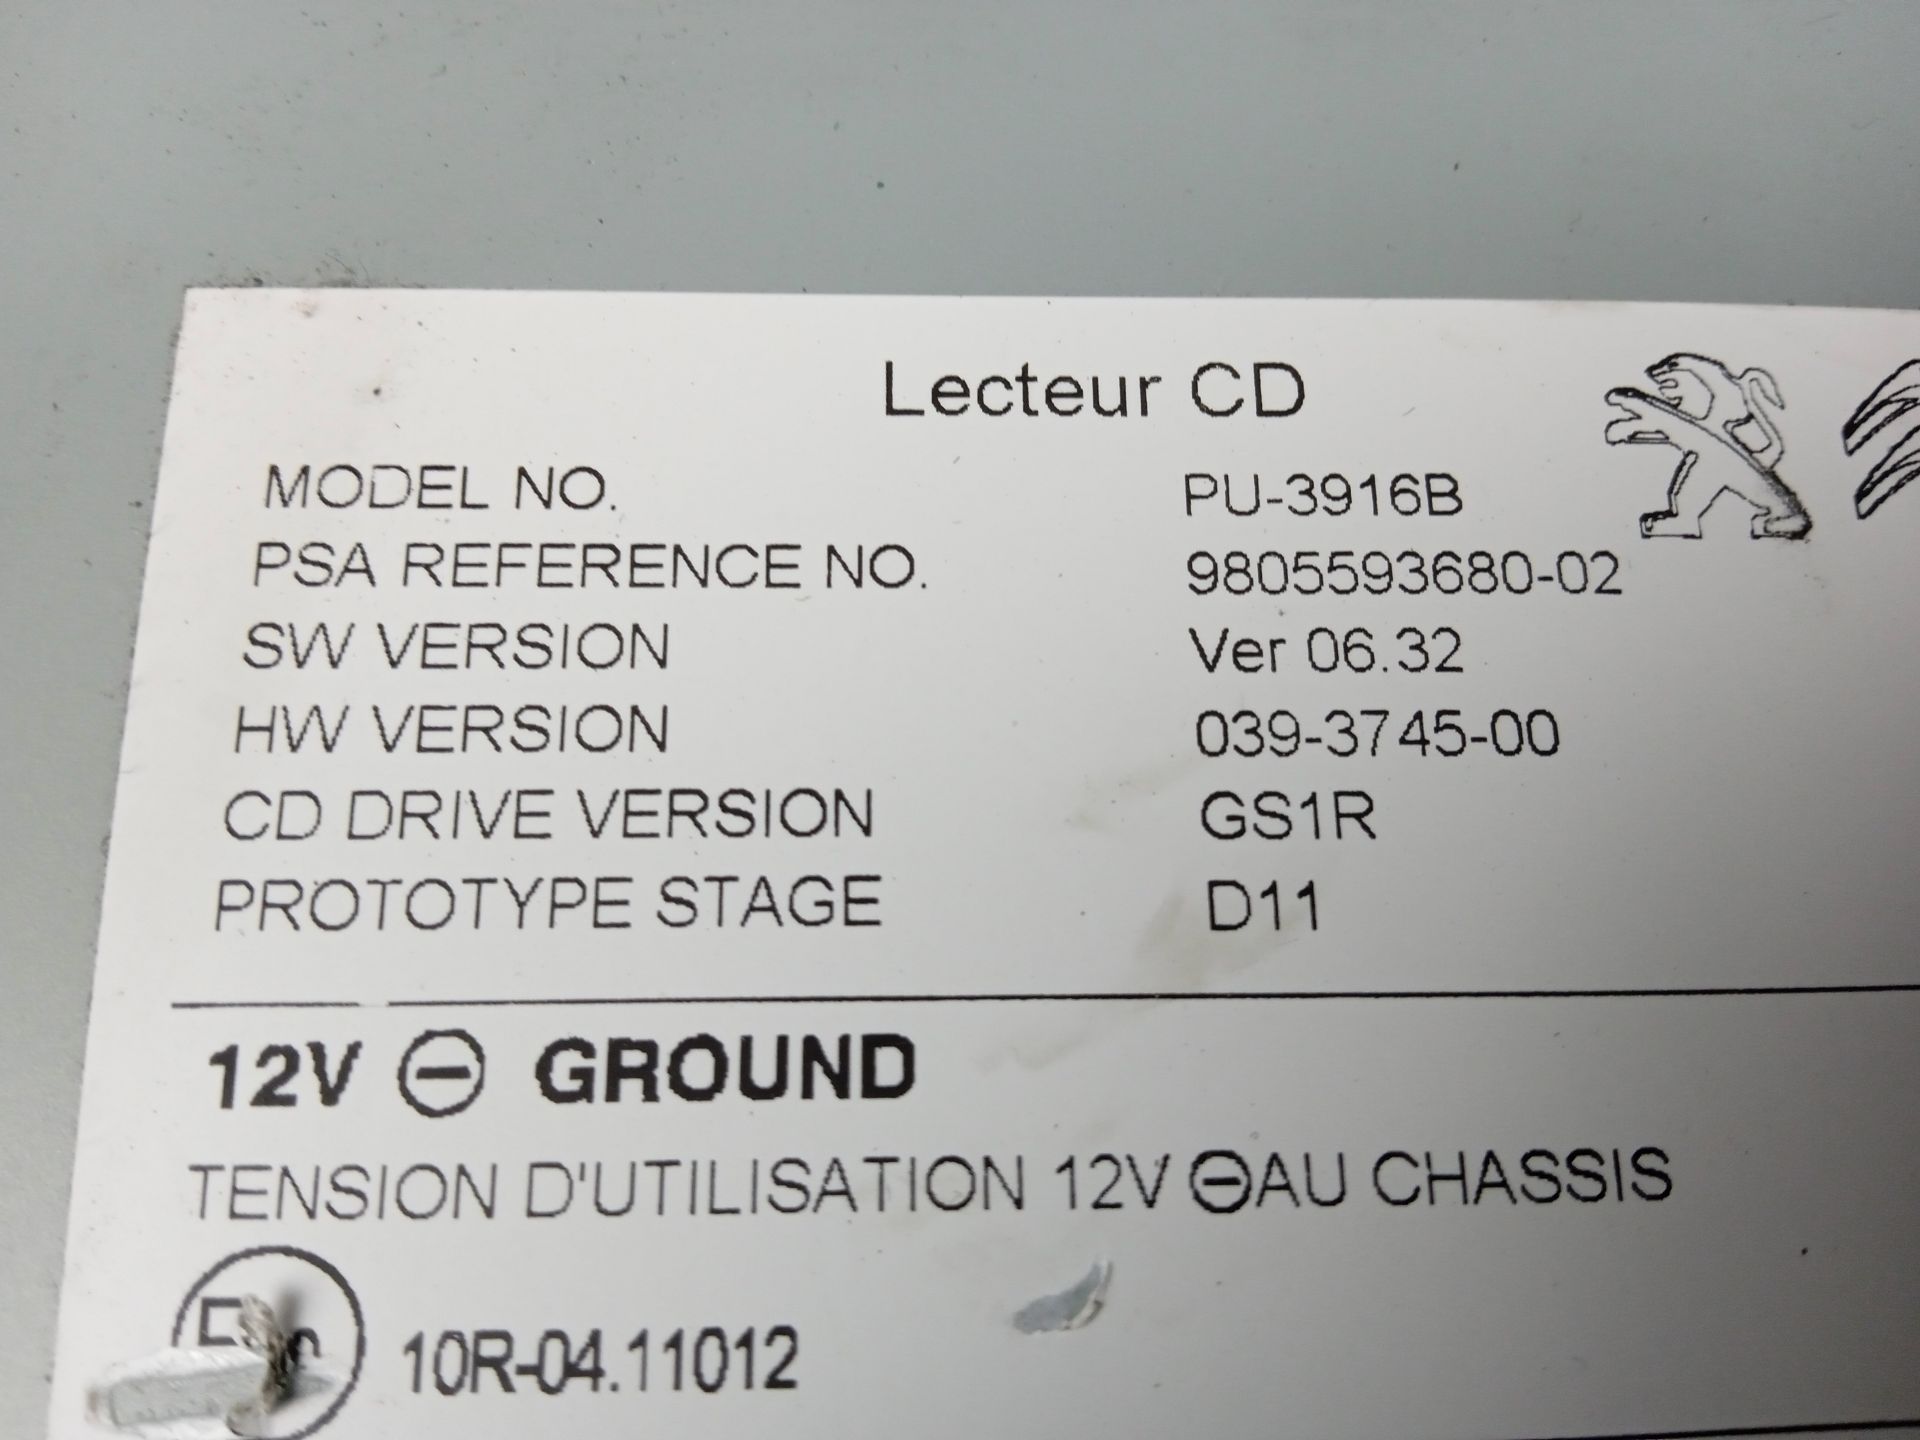 Lecteur CD
MODEL NO. PU-3916B
PSA REFERENCE NO. 9805593680-02
SW VERSION Ver 06.32
HW VERSION 039-3745-00
CD DRIVE VERSION GS1R
PROTOTYPE STAGE D11
12V ⊖ GROUND
TENSION D'UTILISATION 12V ⊖AU CHASSIS
10R-04.11012